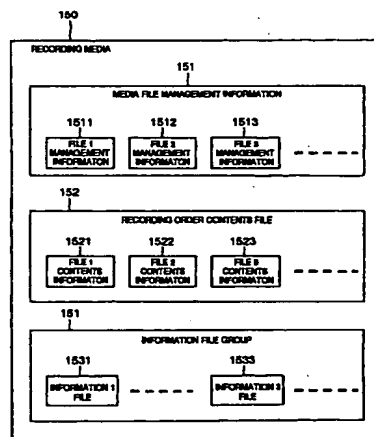 150
RECORDING MEDIA
151
MEDIA FILE MANAGEMENT INFORMATION
1511 1512 1513
FILE 1 FILE 2 FILE 3
MANAGEMENT MANAGEMENT MANAGEMENT
INFORMATON INFORMATON INFORMATON
152
RECORDING ORDER CONTENTS FILE
1521 1522 1523
FILE 1 FILE 2 FILE 3
CONTENTS CONTENTS CONTENTS
INFORMATON INFORMATON INFORMATON
151
INFORMATION FILE GROUP
1531 1533
INFORMATION 1 INFORMATION 3
FILE FILE